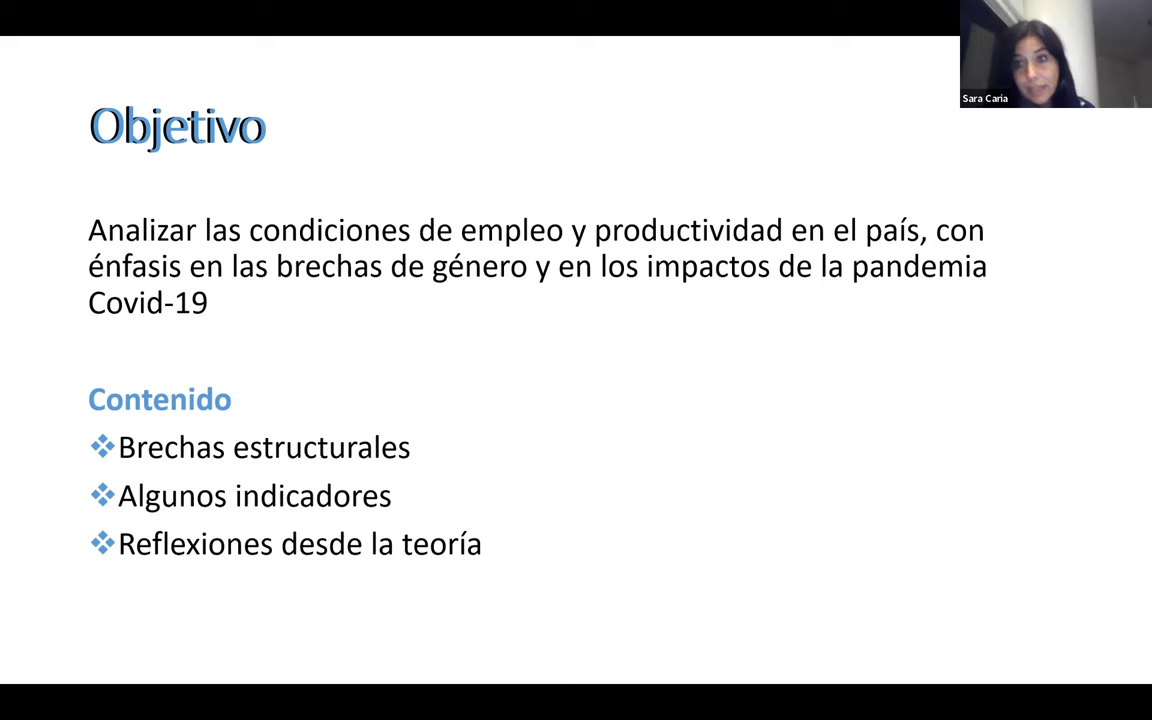 Sara Caria
Objetivo
Analizar las condiciones de empleo y productividad en el país, con
énfasis en las brechas de género y en los impactos de la pandemia
Covid-19
Contenido
Brechas estructurales
Algunos indicadores
Reflexiones desde la teoría